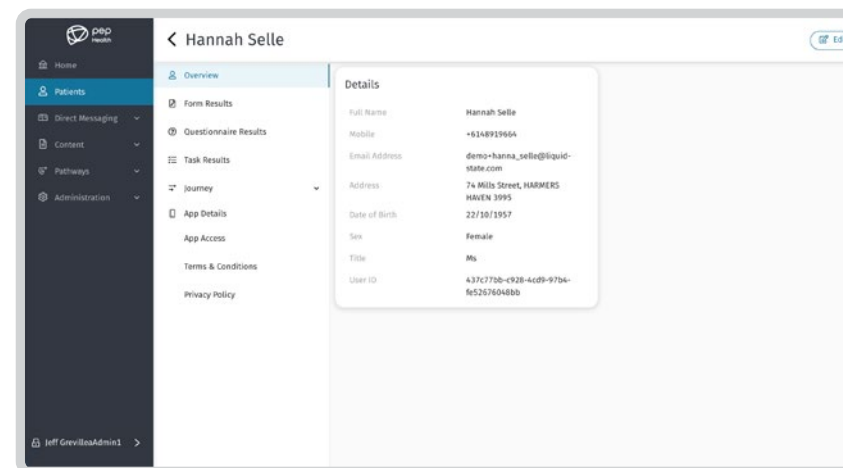 pep
Health
Home
Patients
Direct Messaging
Content
Pathways
Administration
Jeff GrevilleaAdmin1
Hannah Selle
Edi
Overview
Form Results
Questionnaire Results
Task Results
Journey
App Details
App Access
Terms & Conditions
Privacy Policy
Details
Full Name Hannah Selle
Mobile +6148919664
Email Address demo+hanna_selle@liquid-
state.com
Address 74 Mills Street, HARMERS
HAVEN 3995
Date of Birth 22/10/1957
Sex Female
Title Ms
User ID 437c77bb-c928-4cd9-97b4-
fe52676048bb